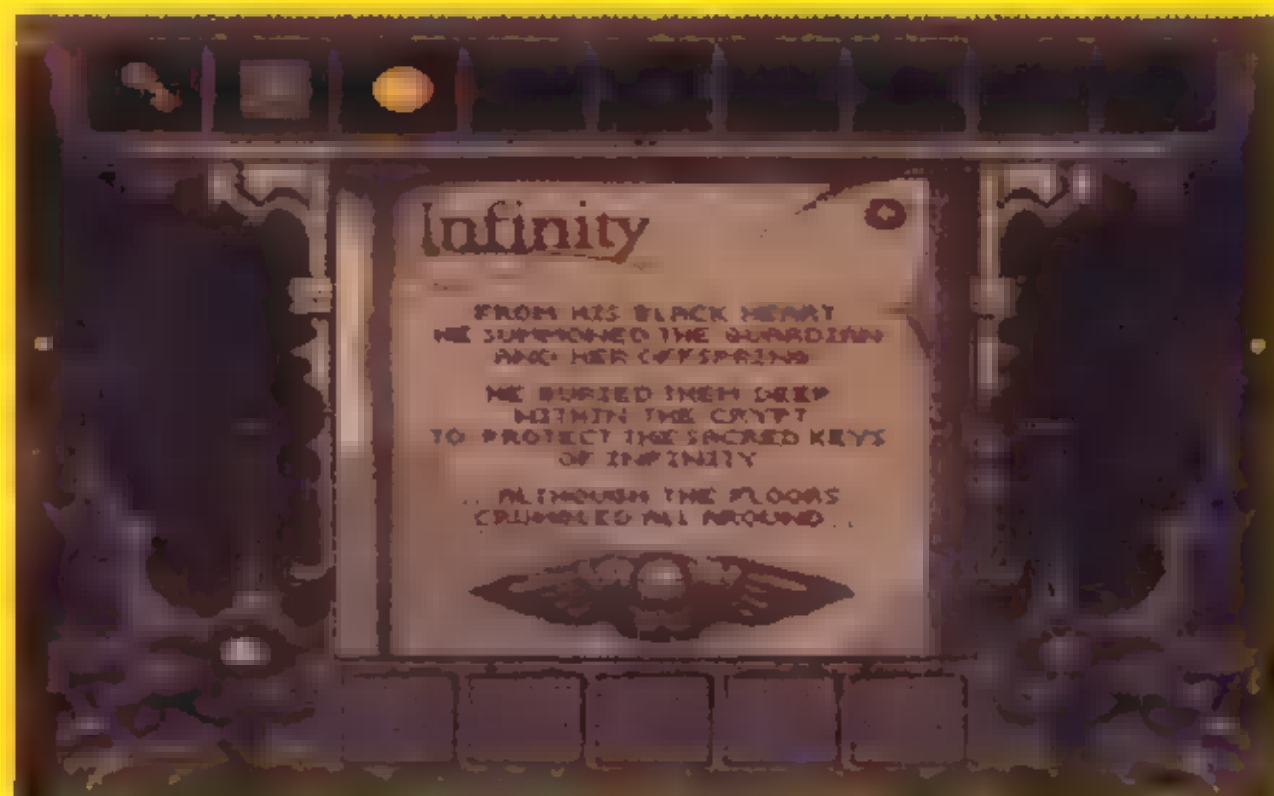 Infinity
FROM HIS BLACK HEART
HE SUMMONED THE GUARDIAN
AND HER OFFSPRING
HE BURIED THEM DEEP
WITHIN THE CRYPT
TO PROTECT THE SACRED KEYS
OF INFINITY
...ALTHOUGH THE FLOORS
CRUMBLED ALL AROUND...